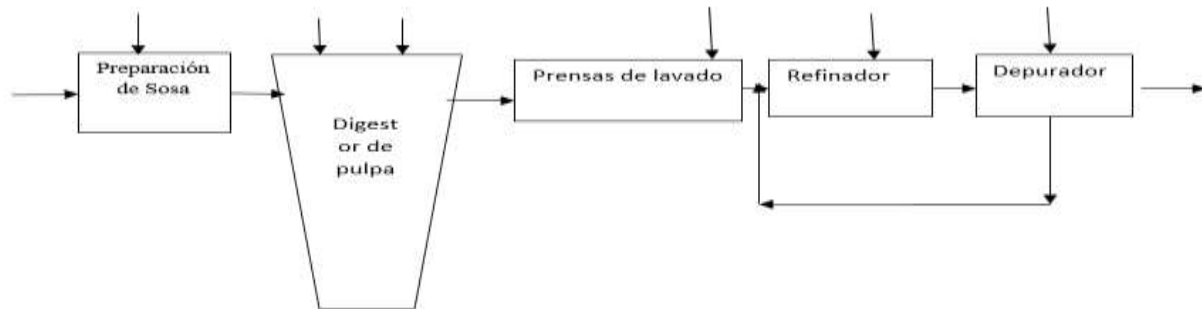 Preparación
de Sosa
Digest
or de
pulpa
Prensas de lavado
Refinador
Depurador